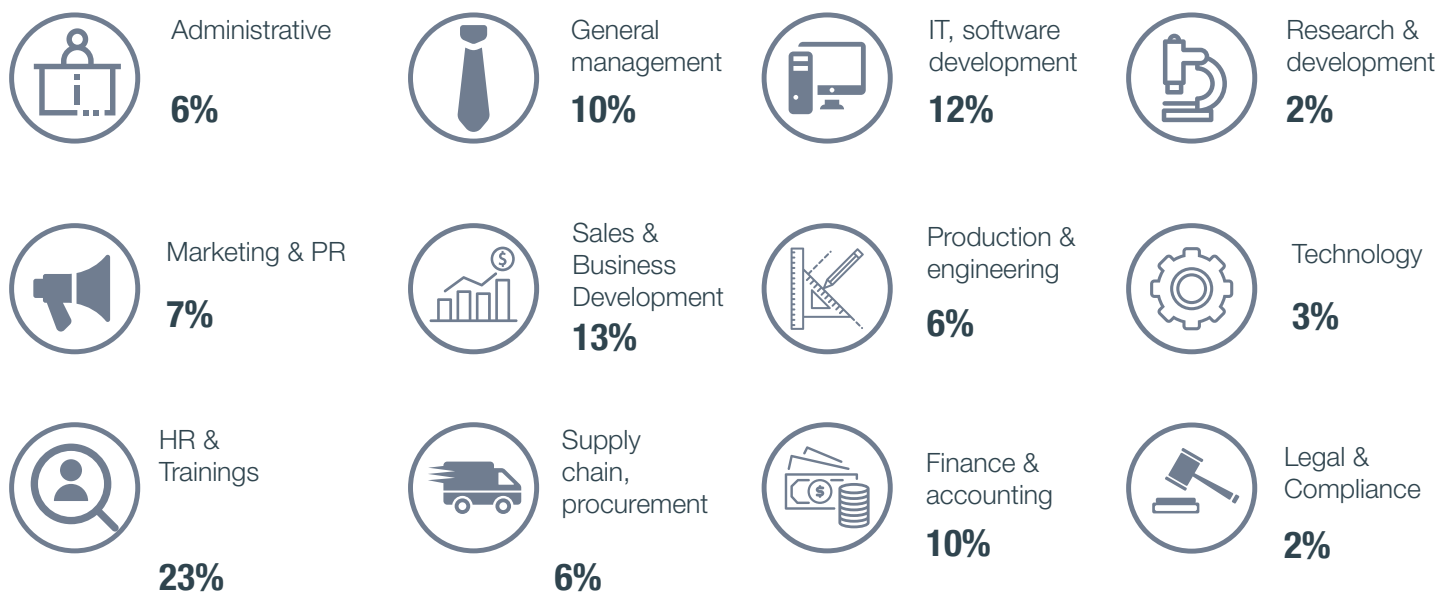 Administrative
6%
General
management
10%
IT, software
development
12%
Research &
development
2%
Marketing & PR
7%
Sales &
Business
Development
13%
Production &
engineering
6%
Technology
3%
HR &
Trainings
23%
Supply
chain,
procurement
6%
Finance &
accounting
10%
Legal &
Compliance
2%